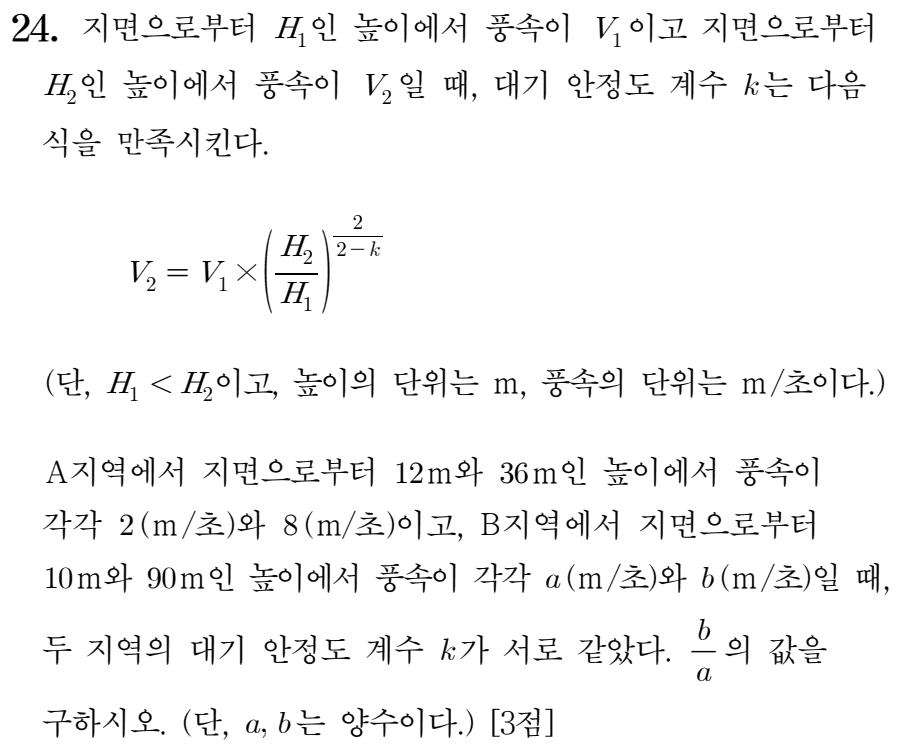 24. 지면으로부터 H₁인 높이에서 풍속이 V₁이고 지면으로부터
H₂인 높이에서 풍속이 V₂일 때, 대기 안정도 계수 k는 다음
식을 만족시킨다.
V₂ = V₁ × (H₂/H₁)^(2/(2−k))
(단, H₁ < H₂이고, 높이의 단위는 m, 풍속의 단위는 m/초이다.)
A지역에서 지면으로부터 12m와 36m인 높이에서 풍속이
각각 2(m/초)와 8(m/초)이고, B지역에서 지면으로부터
10m와 90m인 높이에서 풍속이 각각 a(m/초)와 b(m/초)일 때,
두 지역의 대기 안정도 계수 k가 서로 같았다. b/a의 값을
구하시오. (단, a, b는 양수이다.) [3점]